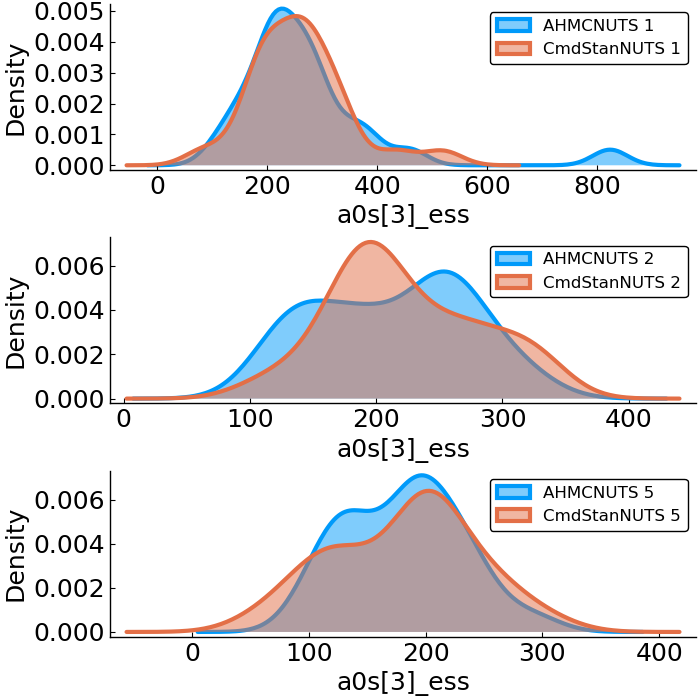 0.005
0.004
0.003
0.002
0.001
0.000
Density
AHMCNUTS 1
CmdStanNUTS 1
0
200
400
600
800
a0s[3]_ess
0.006
0.004
0.002
0.000
Density
AHMCNUTS 2
CmdStanNUTS 2
0
100
200
300
400
a0s[3]_ess
0.006
0.004
0.002
0.000
Density
AHMCNUTS 5
CmdStanNUTS 5
0
100
200
300
400
a0s[3]_ess